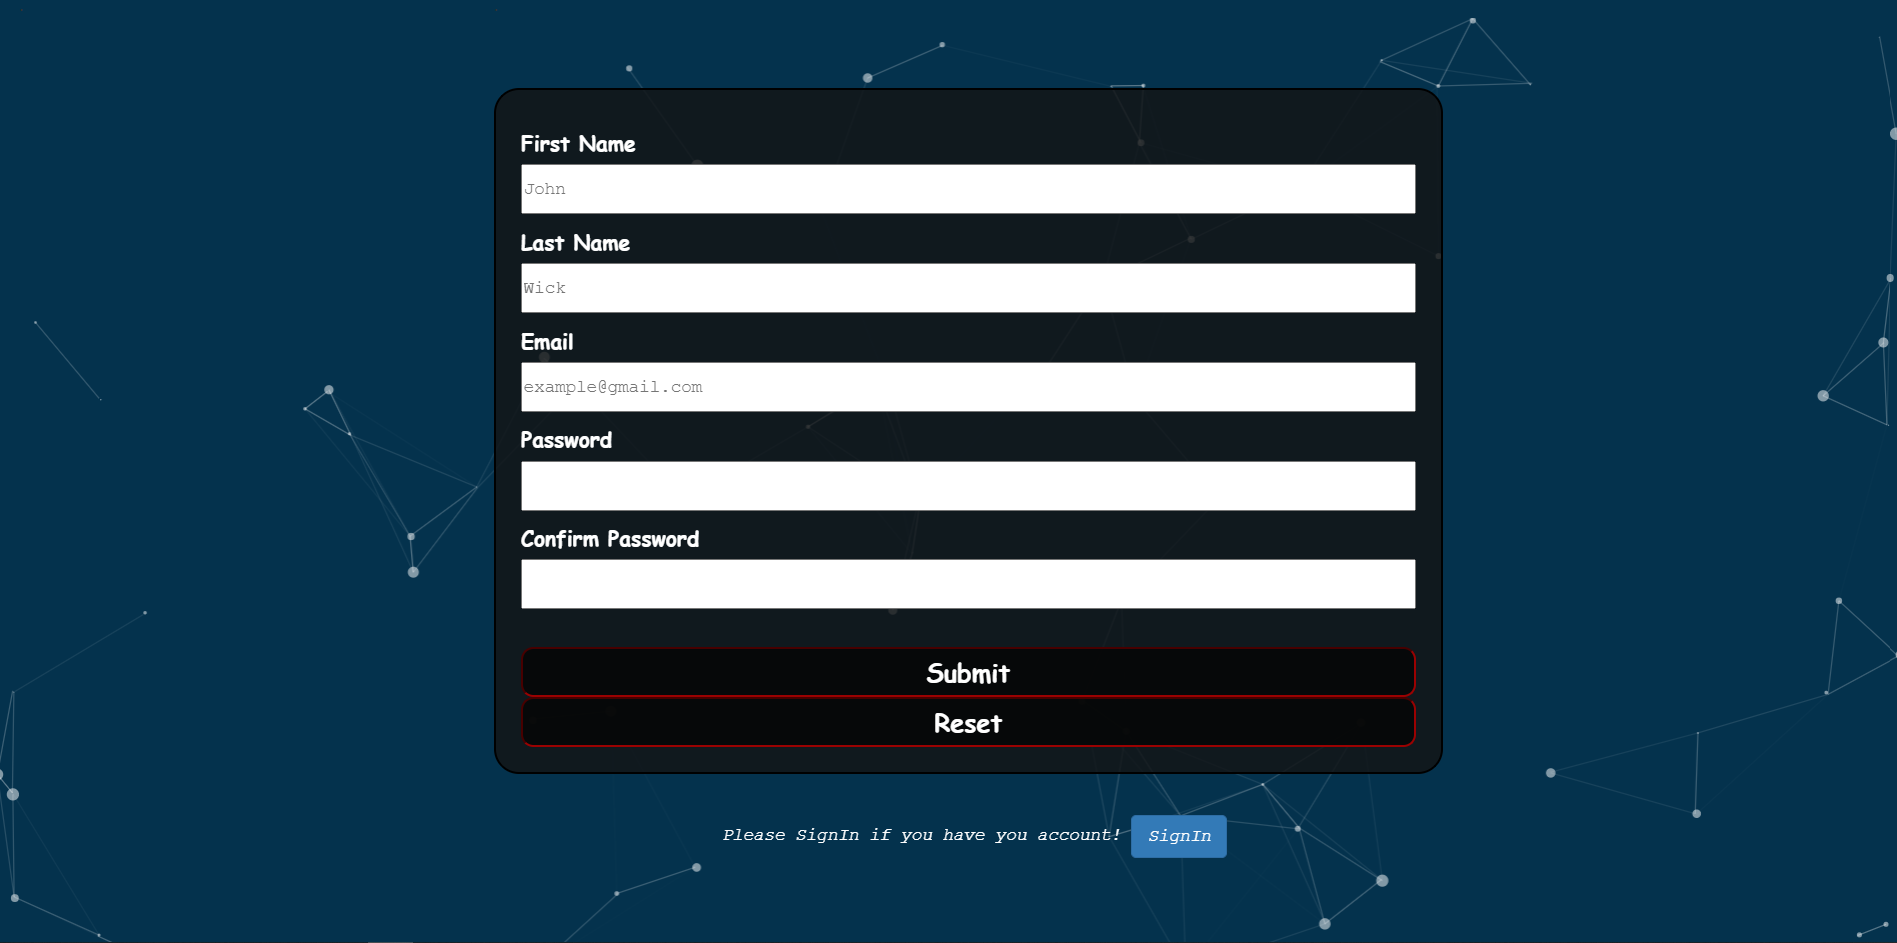 First Name
John
Last Name
Wick
Email
example@gmail.com
Password
Confirm Password
Submit
Reset
Please SignIn if you have you account! SignIn